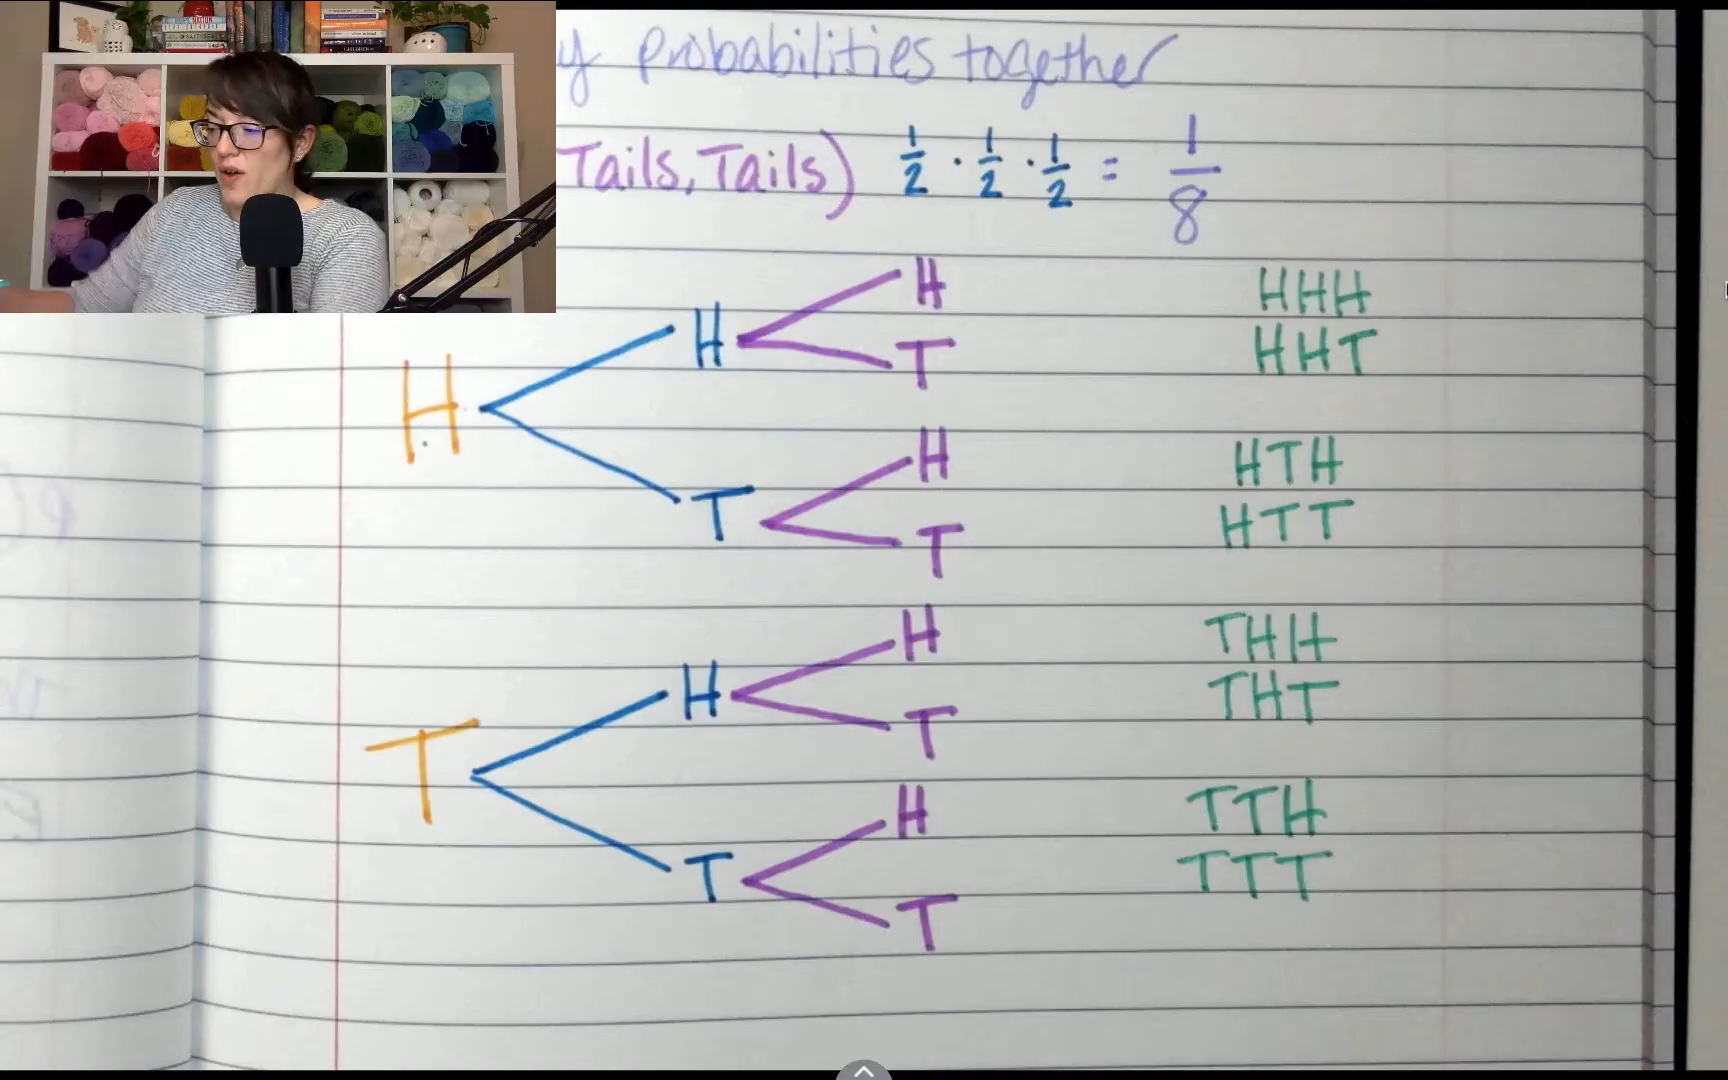 y probabilities together
Tails, Tails) 1/2 · 1/2 · 1/2 = 1/8
H H H HHH
T HHT
T H HTH
T HTT
T H H THH
T THT
T H TTH
T TTT